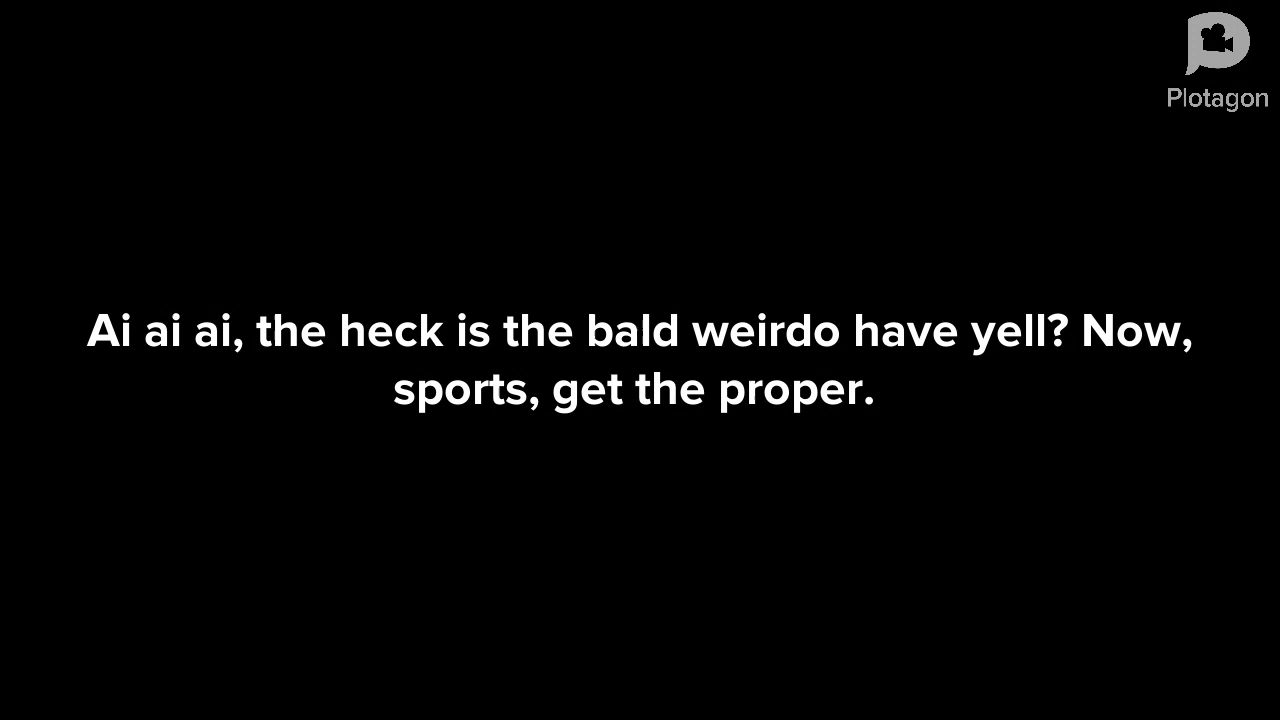 Plotagon
Ai ai ai, the heck is the bald weirdo have yell? Now,
sports, get the proper.